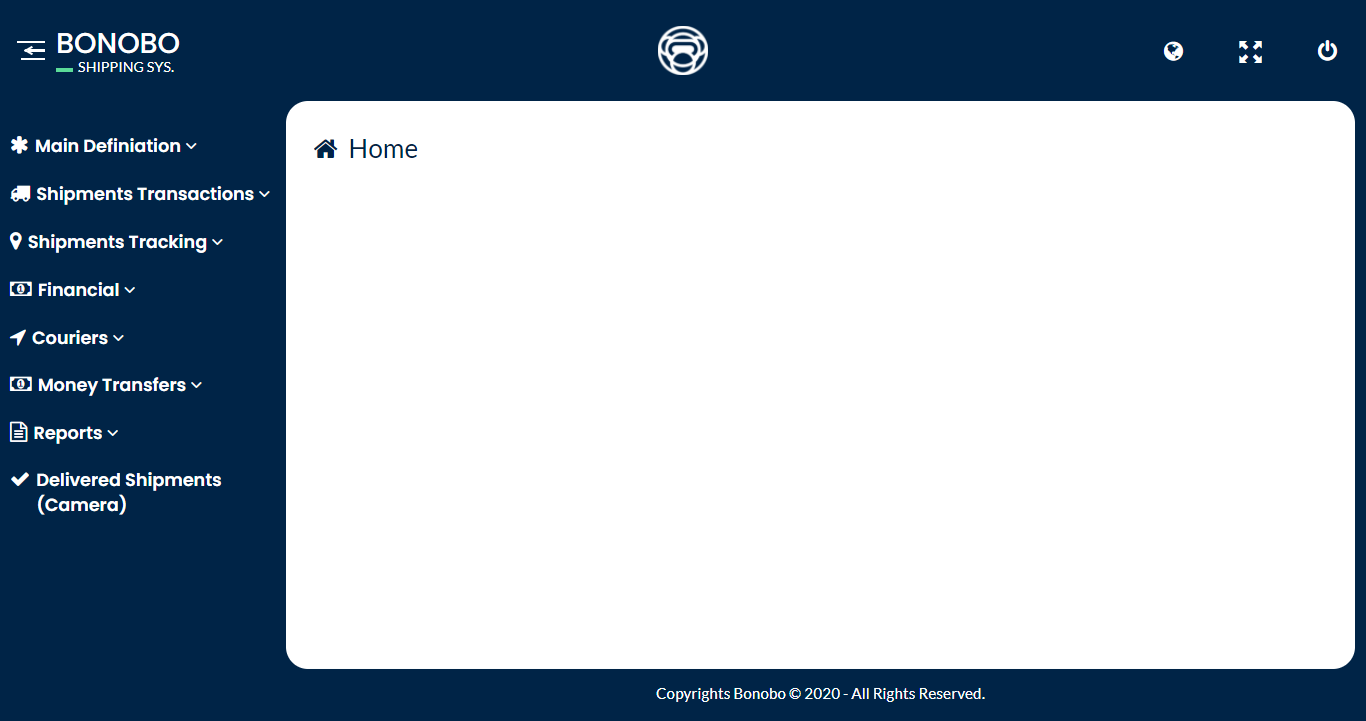 BONOBO
SHIPPING SYS.
Main Definiation
Shipments Transactions
Shipments Tracking
Financial
Couriers
Money Transfers
Reports
Delivered Shipments
(Camera)
Home
Copyrights Bonobo © 2020 - All Rights Reserved.